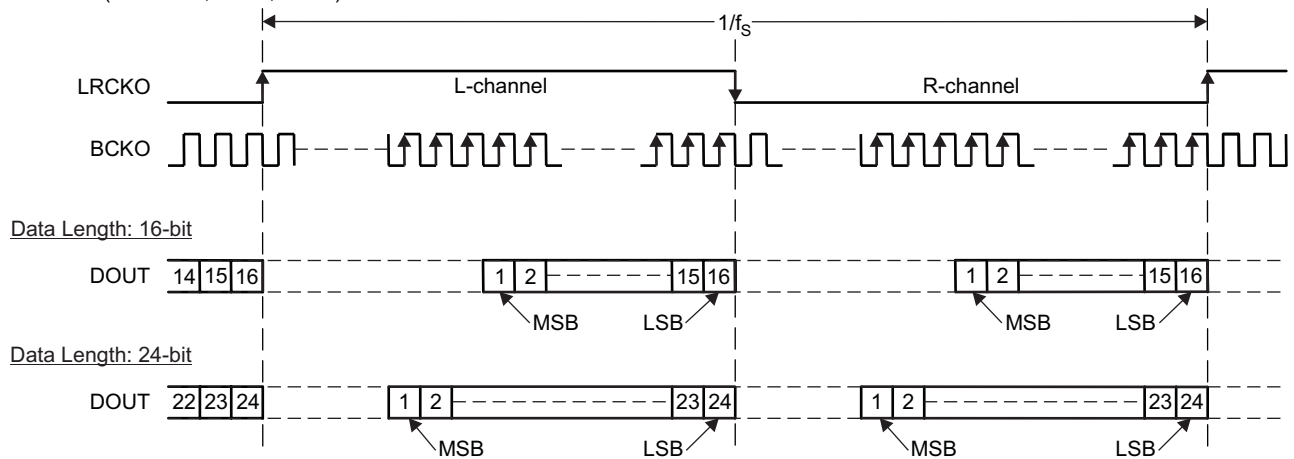 1/fS
LRCKO L-channel R-channel
BCKO
Data Length: 16-bit
DOUT 14 15 16 1 2 15 16 1 2 15 16
MSB LSB MSB LSB
Data Length: 24-bit
DOUT 22 23 24 1 2 23 24 1 2 23 24
MSB LSB MSB LSB